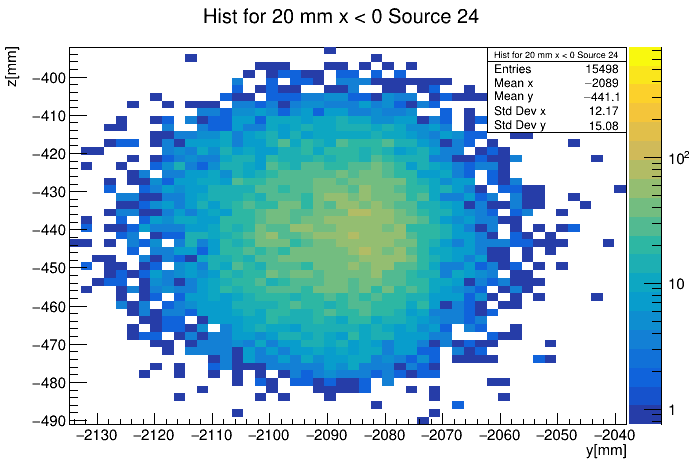 Hist for 20 mm x < 0 Source 24
z[mm]
Hist for 20 mm x < 0 Source 24
Entries 15498
Mean x −2089
Mean y −441.1
Std Dev x 12.17
Std Dev y 15.08
−400
−410
−420
−430
−440
−450
−460
−470
−480
−490
10²
10
1
−2130 −2120 −2110 −2100 −2090 −2080 −2070 −2060 −2050 −2040
y[mm]